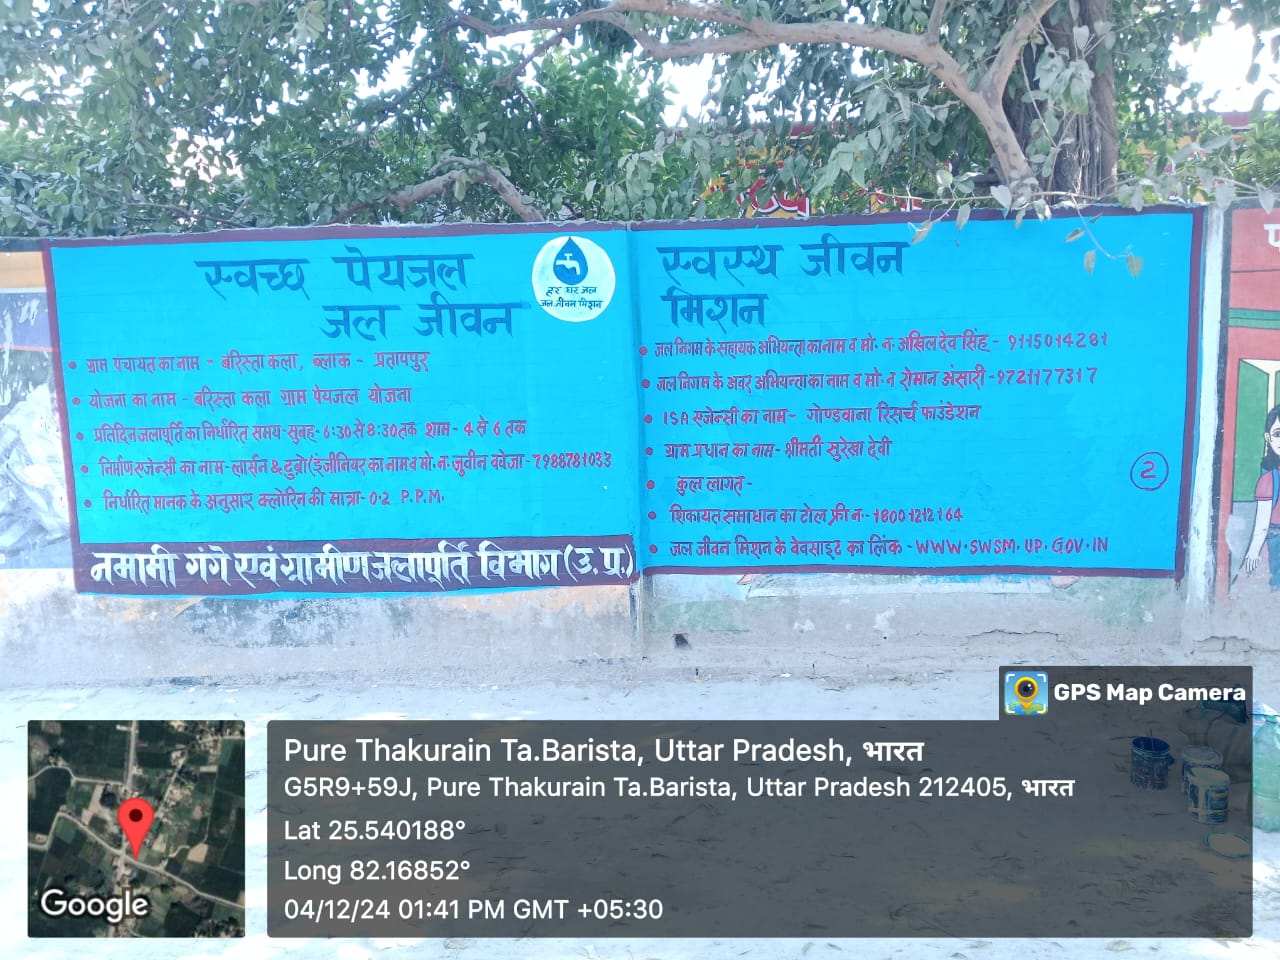 स्वच्छ पेयजल
जल जीवन
हर घर जल
जल जीवन मिशन
• ग्राम पंचायत का नाम - बरिस्ता कला, ब्लाक - प्रतापपुर
• योजना का नाम - बरिस्ता कला ग्राम पेयजल योजना
• प्रतिदिन जलापूर्ति का निर्धारित समय - सुबह - 6:30 से 8:30 तक शाम - 4 से 6 तक
• निर्माण एजेन्सी का नाम - लार्सन & टुब्रो (इंजीनियर का नाम व मो. न. जुवीन ववेजा - 7988781033
• निर्धारित मानक के अनुसार क्लोरिन की मात्रा - 0.2 P.P.M.
नमामी गंगे एवं ग्रामीण जलापूर्ति विभाग (उ. प्र.)
स्वस्थ जीवन
मिशन
• जल निगम के सहायक अभियन्ता का नाम व मो. न. अखिलदेव सिंह - 9115014281
• जल निगम के अवर अभियन्ता का नाम व मो. न रोमान अंसारी - 9721177317
• ISA एजेन्सी का नाम - गोण्डवाना रिसर्च फाउंडेशन
• ग्राम प्रधान का नाम - श्रीमती सुरेखा देवी
• कुल लागत -
• शिकायत समाधान का टोल फ्री न. - 18001212164
• जल जीवन मिशन के वेबसाइट का लिंक - WWW.SWSM.UP.GOV.IN
2
GPS Map Camera
Pure Thakurain Ta.Barista, Uttar Pradesh, भारत
G5R9+59J, Pure Thakurain Ta.Barista, Uttar Pradesh 212405, भारत
Lat 25.540188°
Long 82.16852°
04/12/24 01:41 PM GMT +05:30
Google